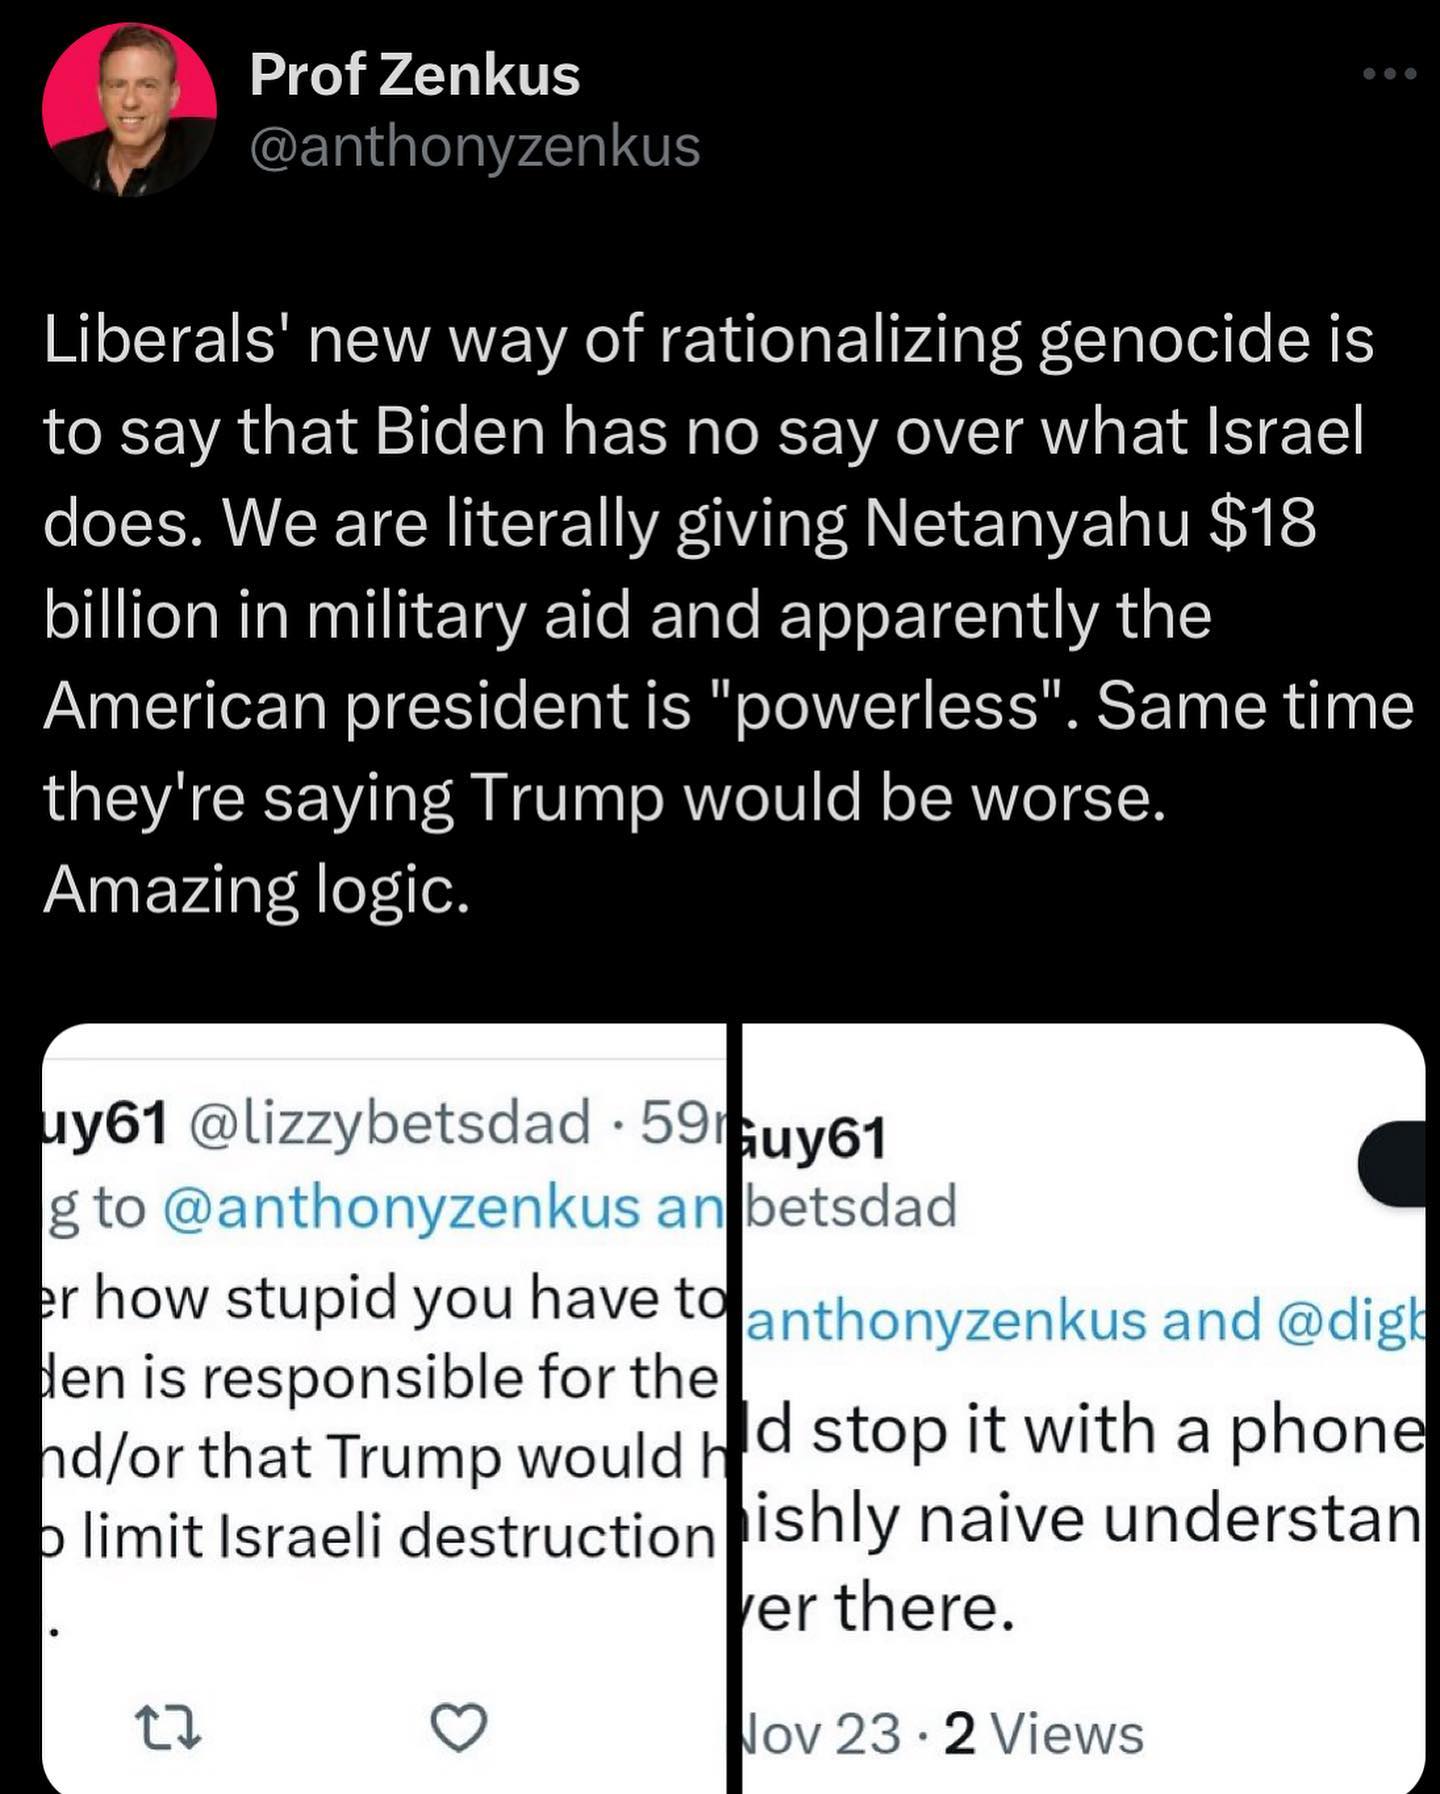 Prof Zenkus
@anthonyzenkus
Liberals' new way of rationalizing genocide is
to say that Biden has no say over what Israel
does. We are literally giving Netanyahu $18
billion in military aid and apparently the
American president is "powerless". Same time
they're saying Trump would be worse.
Amazing logic.
uy61 @lizzybetsdad · 59
g to @anthonyzenkus an
er how stupid you have to
den is responsible for the
nd/or that Trump would h
o limit Israeli destruction
.
Guy61
betsdad
anthonyzenkus and @digb
ld stop it with a phone
ishly naive understan
ver there.
Nov 23 · 2 Views